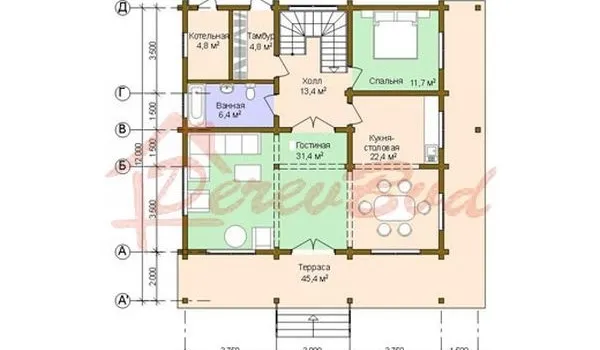 Д
Г
В
Б
А
А'
3.500
1.500
1.500
3.500
2.000
12.000
Котельная
4,8 м²
Тамбур
4,8 м²
Холл
13,4 м²
Спальня
11,7 м²
Ванная
6,4 м²
Гостиная
31,4 м²
Кухня-
столовая
22,4 м²
DerevBud
Терраса
45,4 м²